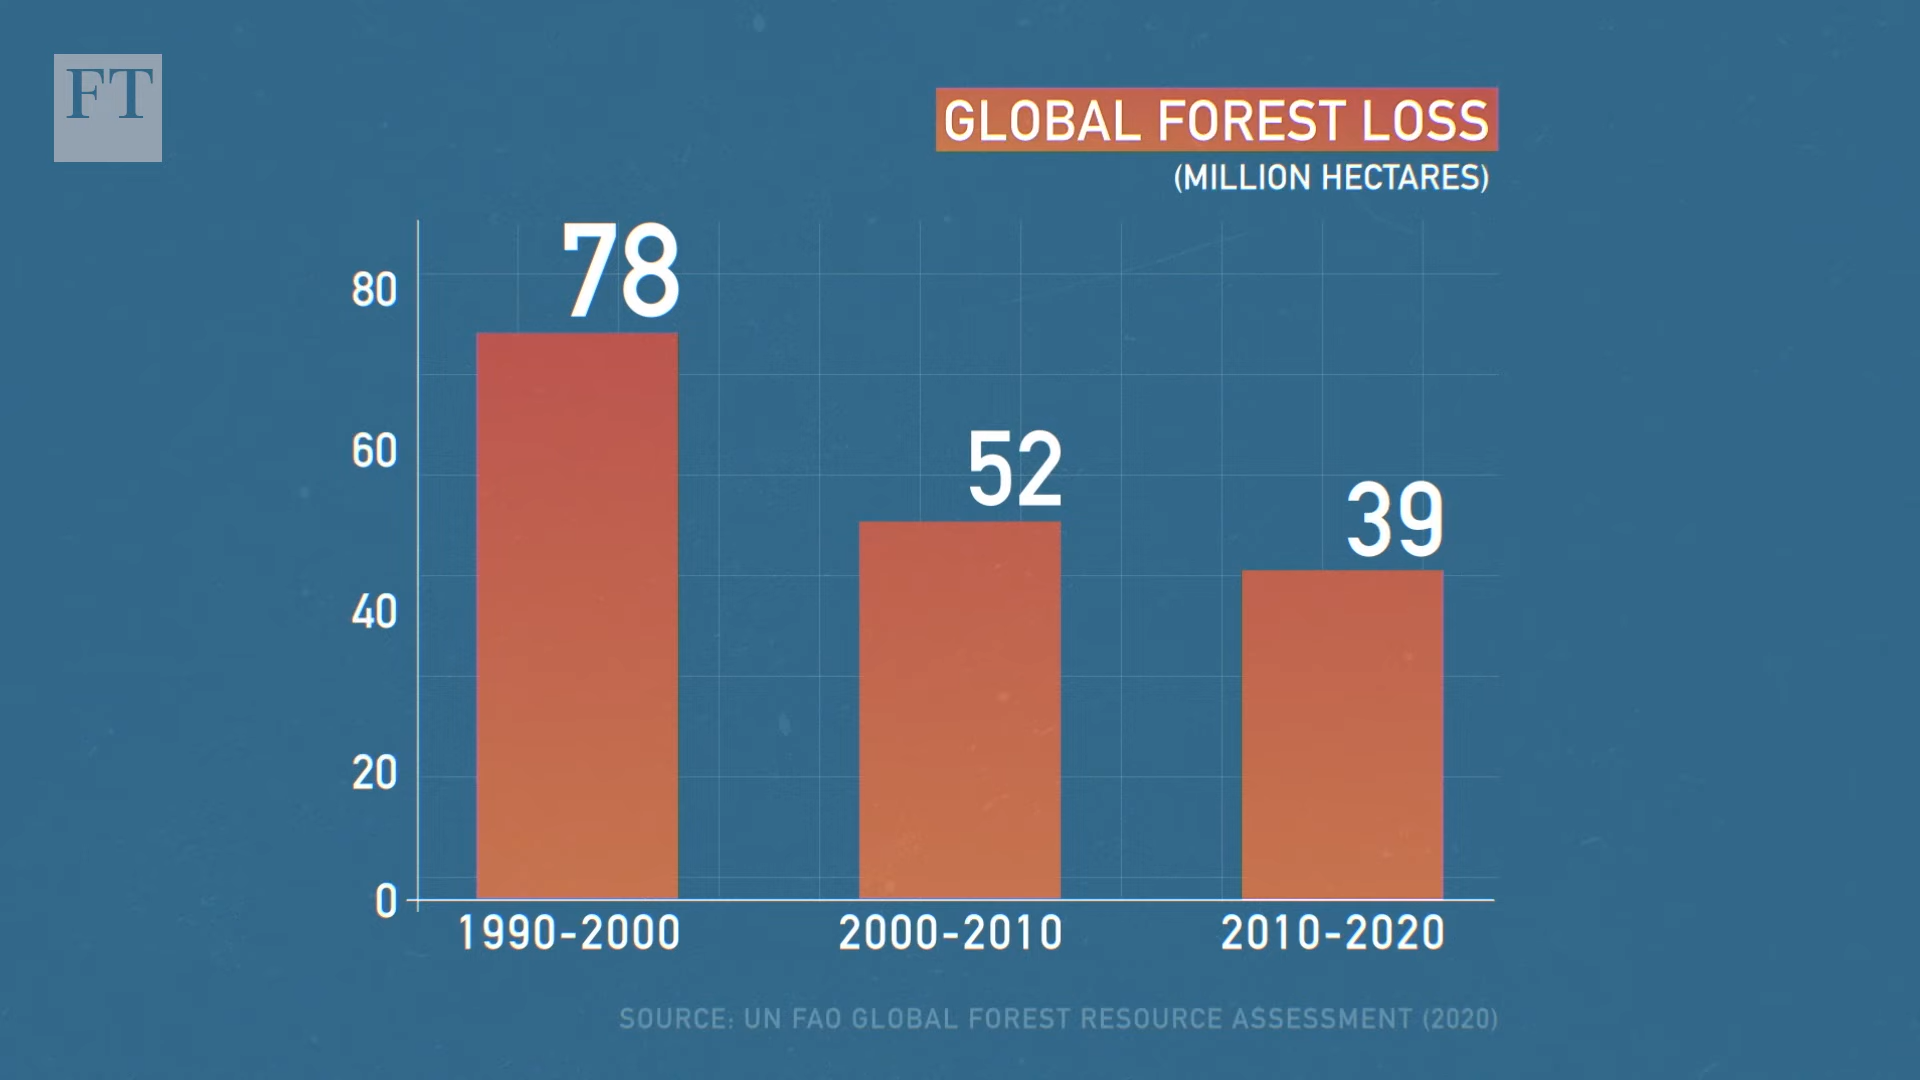 FT
GLOBAL FOREST LOSS
(MILLION HECTARES)
80
60
40
20
0
78
52
39
1990-2000
2000-2010
2010-2020
SOURCE: UN FAO GLOBAL FOREST RESOURCE ASSESSMENT (2020)